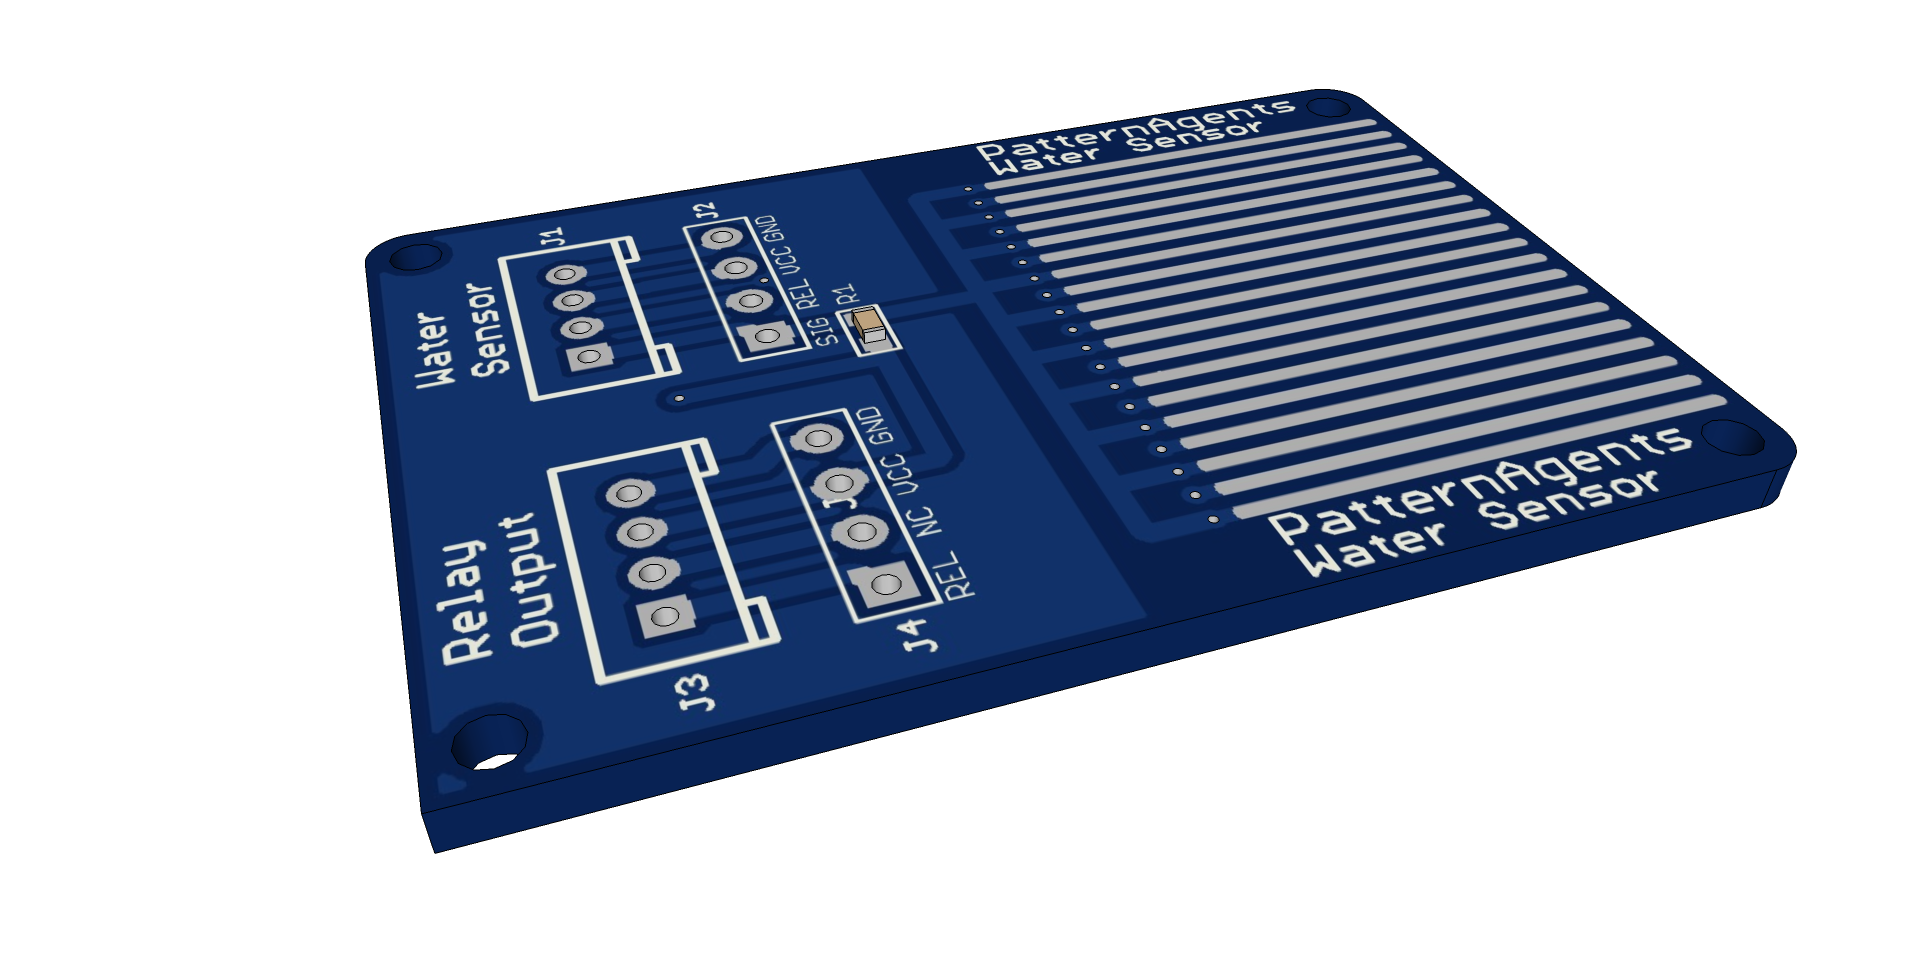 PatternAgents
Water Sensor
J1
J2
Water
Sensor
GND
VCC
REL
SIG
R1
Relay
Output
GND
VCC
NC
REL
J3
J4
PatternAgents
Water Sensor